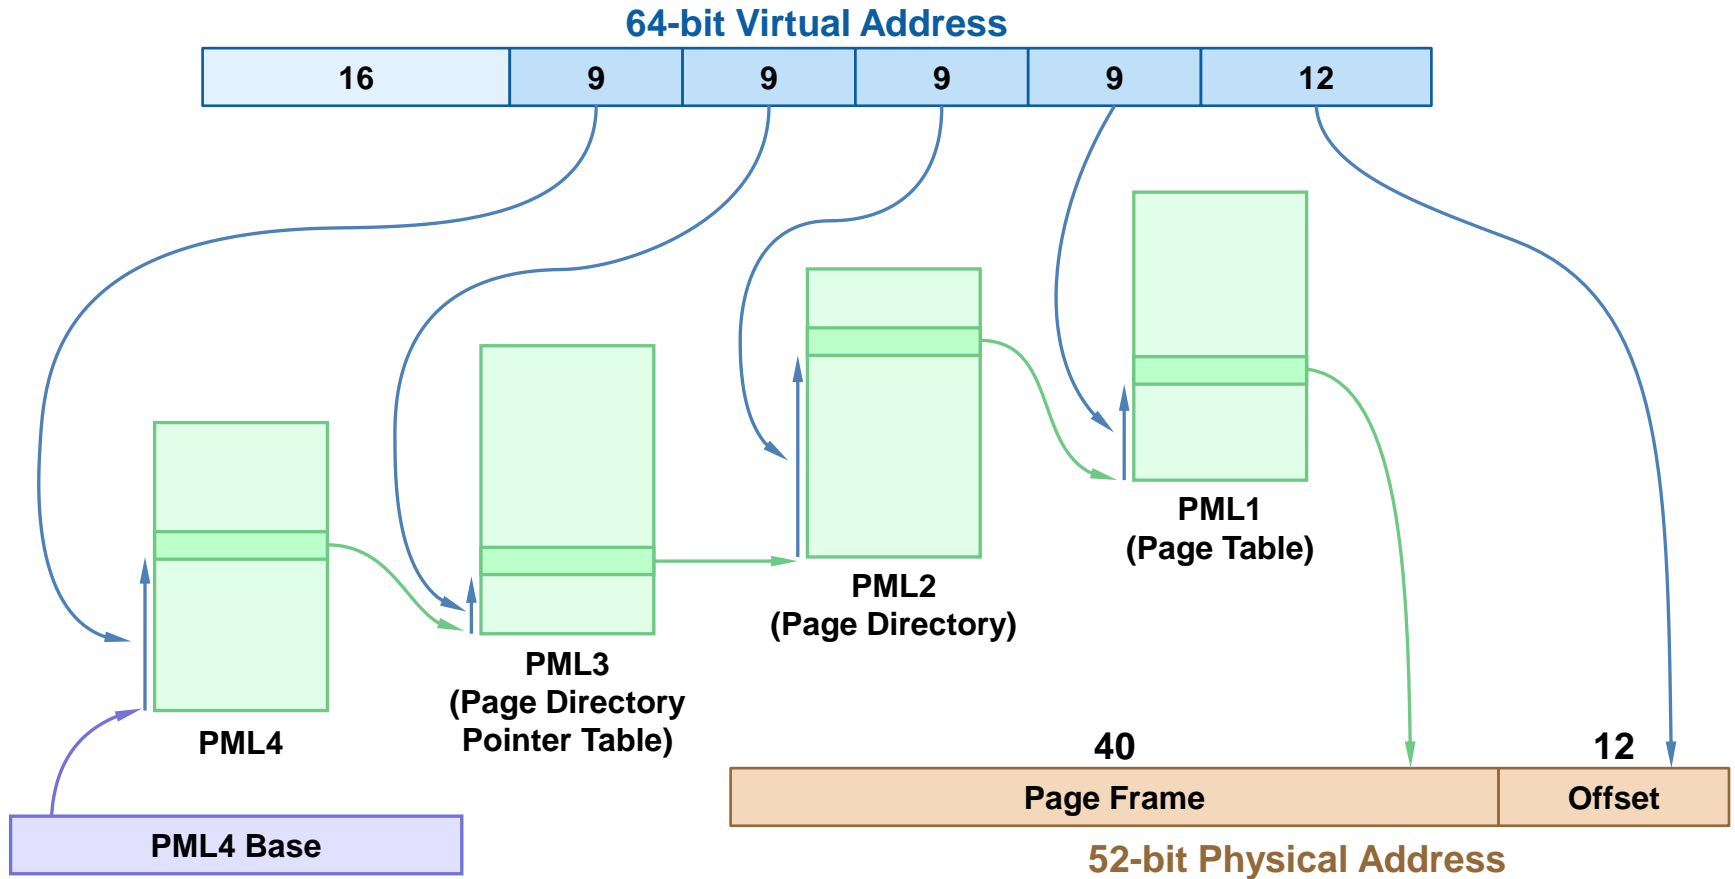 64-bit Virtual Address
16 9 9 9 9 12
PML1
(Page Table)
PML2
(Page Directory)
PML3
(Page Directory
Pointer Table)
PML4
40 12
Page Frame Offset
PML4 Base
52-bit Physical Address